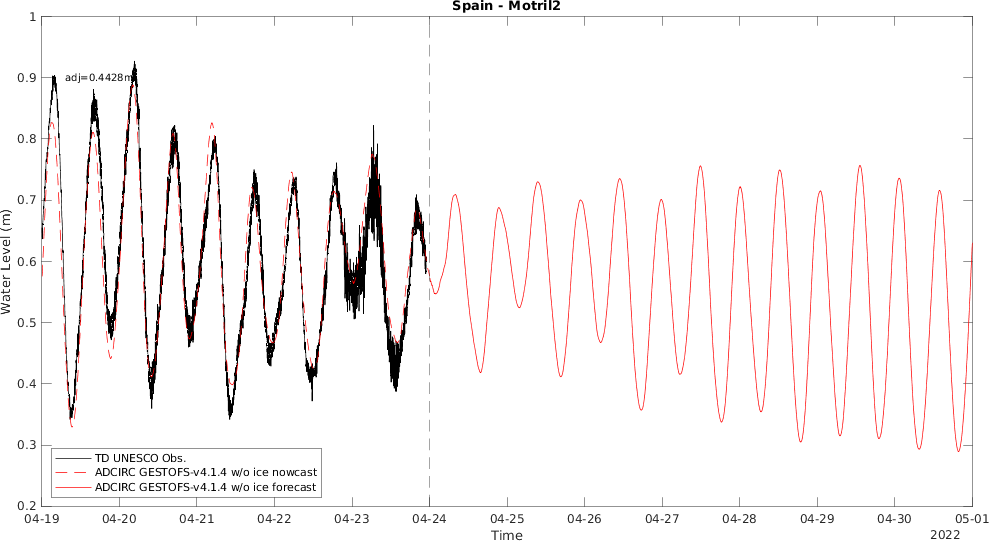 Spain - Motril2
1
0.9
0.8
0.7
0.6
0.5
0.4
0.3
0.2
Water Level (m)
adj=0.4428m
TD UNESCO Obs.
ADCIRC GESTOFS-v4.1.4 w/o ice nowcast
ADCIRC GESTOFS-v4.1.4 w/o ice forecast
04-19 04-20 04-21 04-22 04-23 04-24 04-25 04-26 04-27 04-28 04-29 04-30 05-01
Time
2022